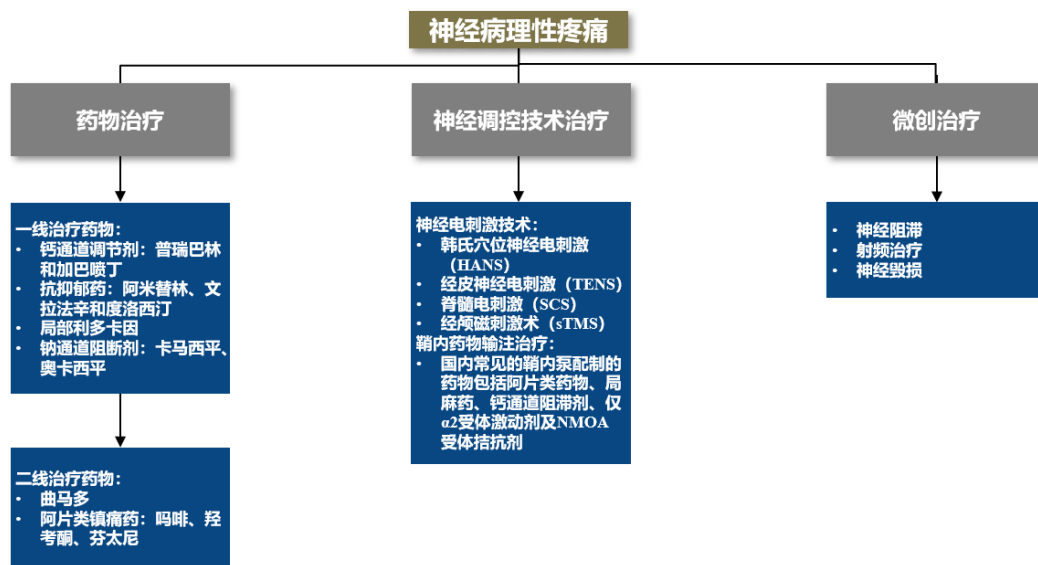 神经病理性疼痛
药物治疗
神经调控技术治疗
微创治疗
一线治疗药物：
• 钙通道调节剂：普瑞巴林
和加巴喷丁
• 抗抑郁药：阿米替林、文
拉法辛和度洛西汀
• 局部利多卡因
• 钠通道阻断剂：卡马西平、
奥卡西平
二线治疗药物：
• 曲马多
• 阿片类镇痛药：吗啡、羟
考酮、芬太尼
神经电刺激技术：
• 韩氏穴位神经电刺激
（HANS）
• 经皮神经电刺激（TENS）
• 脊髓电刺激（SCS）
• 经颅磁刺激术（sTMS）
鞘内药物输注治疗：
• 国内常见的鞘内泵配制的
药物包括阿片类药物、局
麻药、钙通道阻滞剂、仅
α2受体激动剂及NMOA
受体拮抗剂
• 神经阻滞
• 射频治疗
• 神经毁损